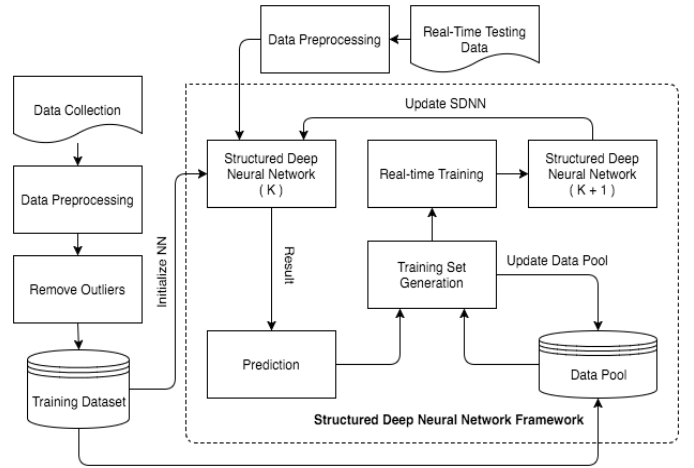 Data Preprocessing
Real-Time Testing
Data
Data Collection
Update SDNN
Structured Deep
Neural Network
( K )
Real-time Training
Structured Deep
Neural Network
( K + 1 )
Data Preprocessing
Initialize NN
Result
Training Set
Generation
Update Data Pool
Remove Outliers
Prediction
Data Pool
Training Dataset
Structured Deep Neural Network Framework